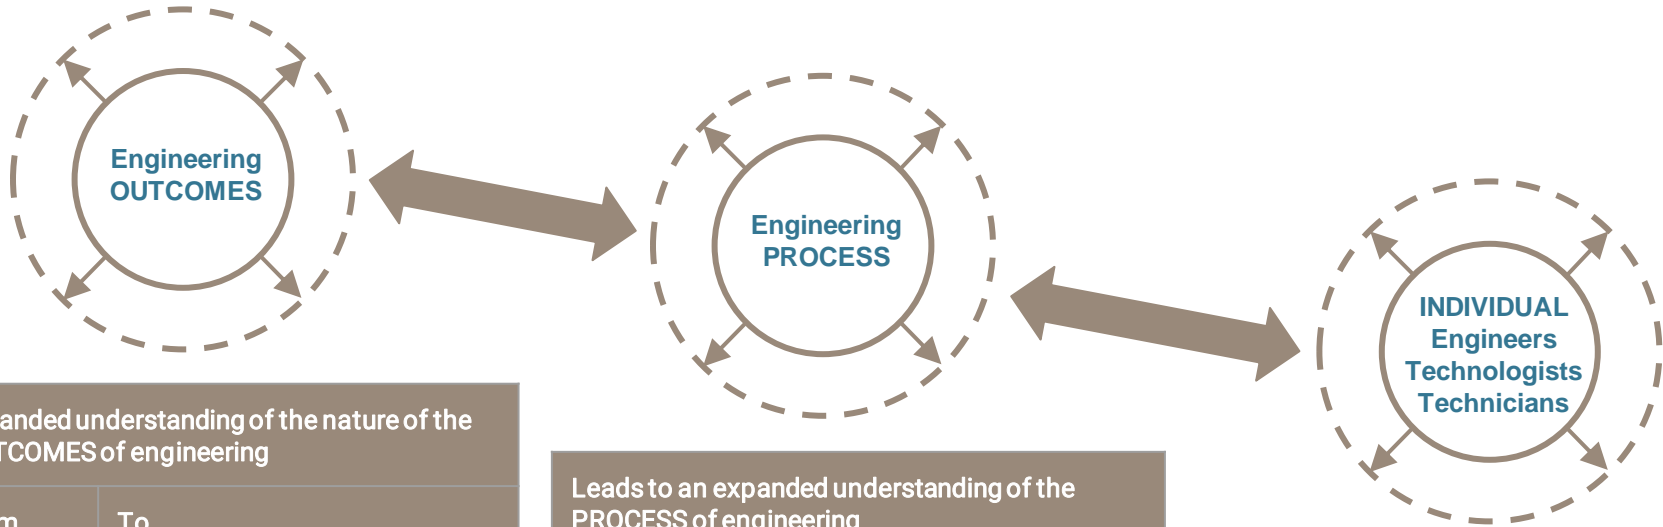 Engineering
OUTCOMES
Engineering
PROCESS
INDIVIDUAL
Engineers
Technologists
Technicians
understanding of the nature of the
of engineering
To
Leads to an expanded understanding of the
PROCESS of engineering